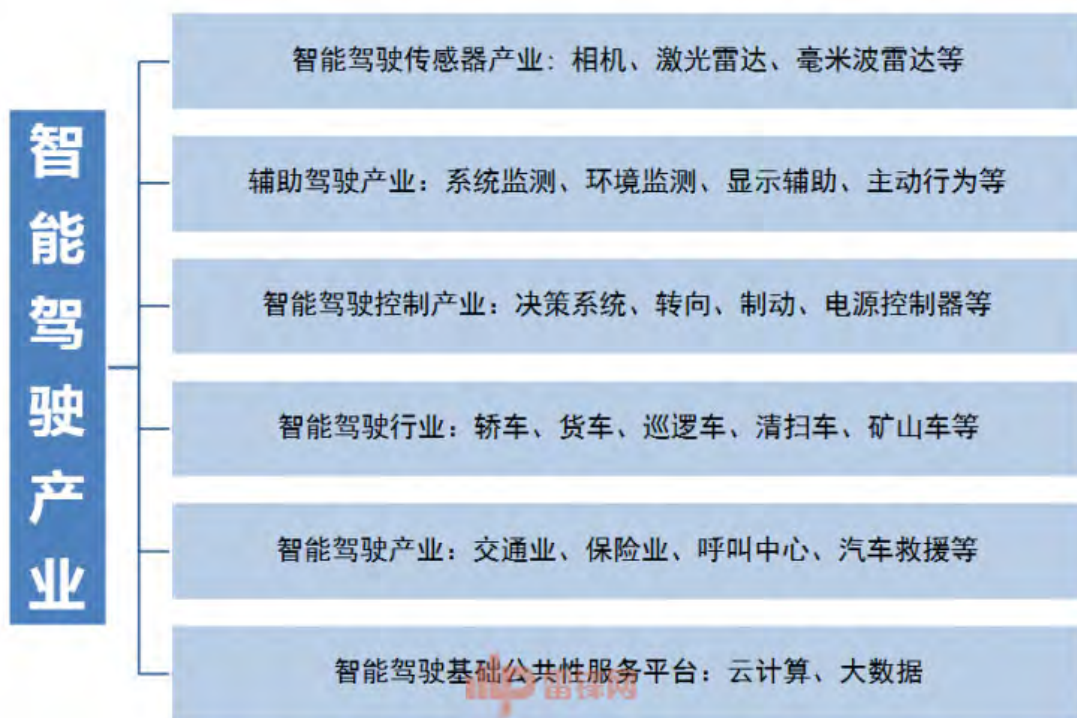 智能驾驶产业
智能驾驶传感器产业：相机、激光雷达、毫米波雷达等
辅助驾驶产业：系统监测、环境监测、显示辅助、主动行为等
智能驾驶控制产业：决策系统、转向、制动、电源控制器等
智能驾驶行业：轿车、货车、巡逻车、清扫车、矿山车等
智能驾驶产业：交通业、保险业、呼叫中心、汽车救援等
智能驾驶基础公共性服务平台：云计算、大数据
雷锋网